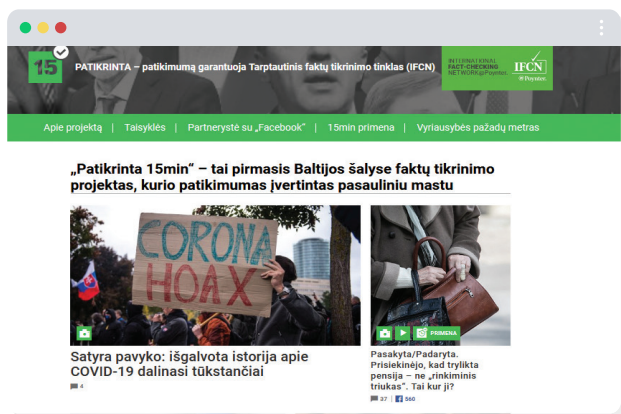 15
PATIKRINTA – patikimumą garantuoja Tarptautinis faktų tikrinimo tinklas (IFCN)
INTERNATIONAL
FACT-CHECKING
NETWORK@Poynter.
IFCN
Poynter.
Apie projektą | Taisyklės | Partnerystė su „Facebook“ | 15min primena | Vyriausybės pažadų metras
„Patikrinta 15min“ – tai pirmasis Baltijos šalyse faktų tikrinimo
projektas, kurio patikimumas įvertintas pasauliniu mastu
CORONA
HOAX
PRIMENA
Satyra pavyko: išgalvota istorija apie
COVID-19 dalinasi tūkstančiai
4
Pasakyta/Padaryta.
Prisiekinėjo, kad trylikta
pensija – ne „rinkiminis
triukas“. Tai kur ji?
37 | 560